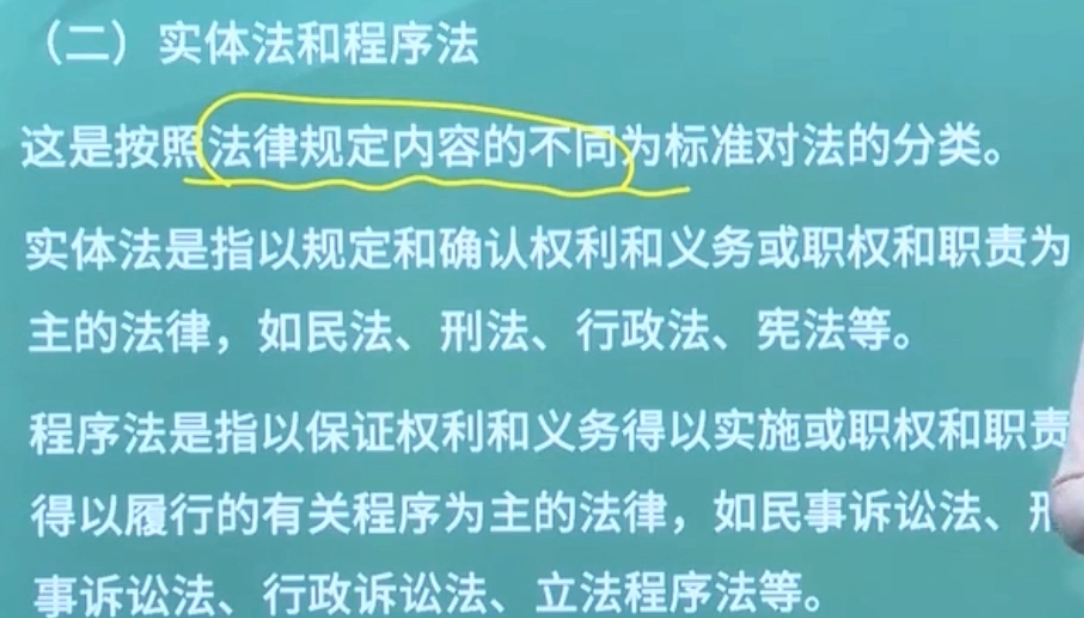 （二）实体法和程序法
这是按照法律规定内容的不同为标准对法的分类。
实体法是指以规定和确认权利和义务或职权和职责为
主的法律，如民法、刑法、行政法、宪法等。
程序法是指以保证权利和义务得以实施或职权和职责
得以履行的有关程序为主的法律，如民事诉讼法、刑
事诉讼法、行政诉讼法、立法程序法等。